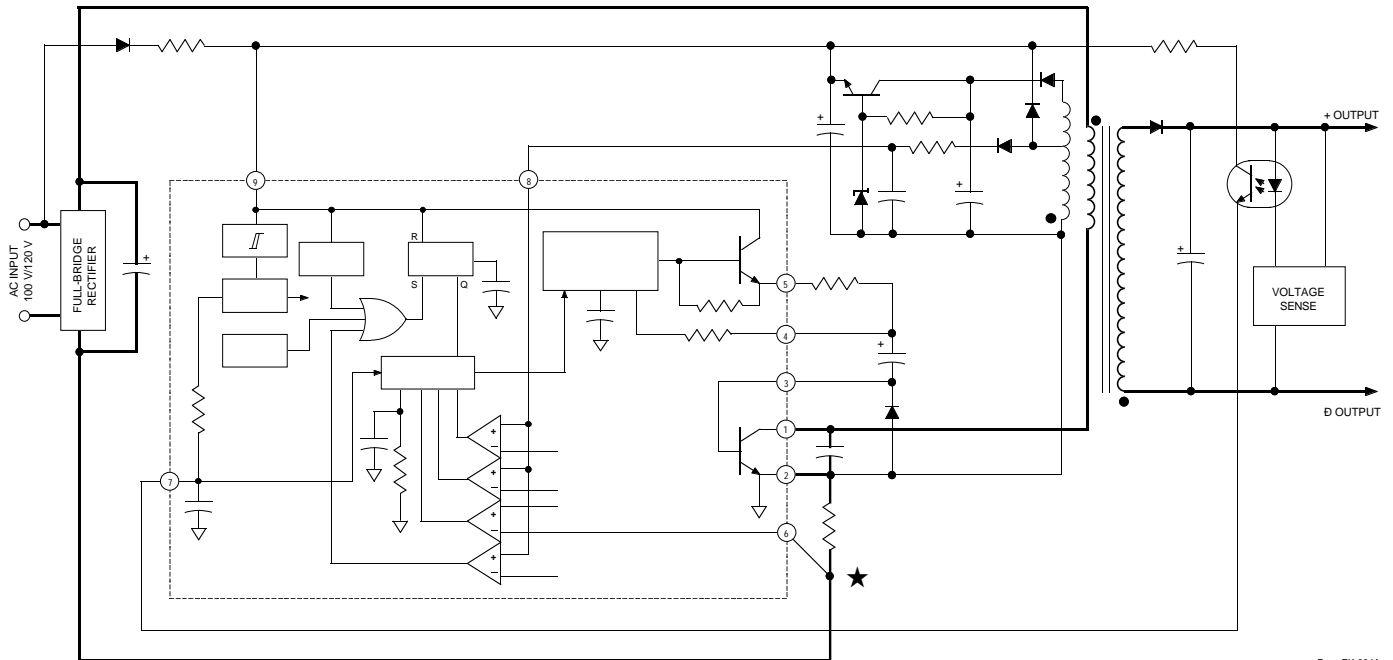 + OUTPUT
+
+
9
8
+
+
AC INPUT
100 V/120 V
FULL-BRIDGE
RECTIFIER
+
R
S
Q
5
VOLTAGE
SENSE
4
+
3
Ð OUTPUT
1
+
–
2
+
–
7
+
–
6
+
–